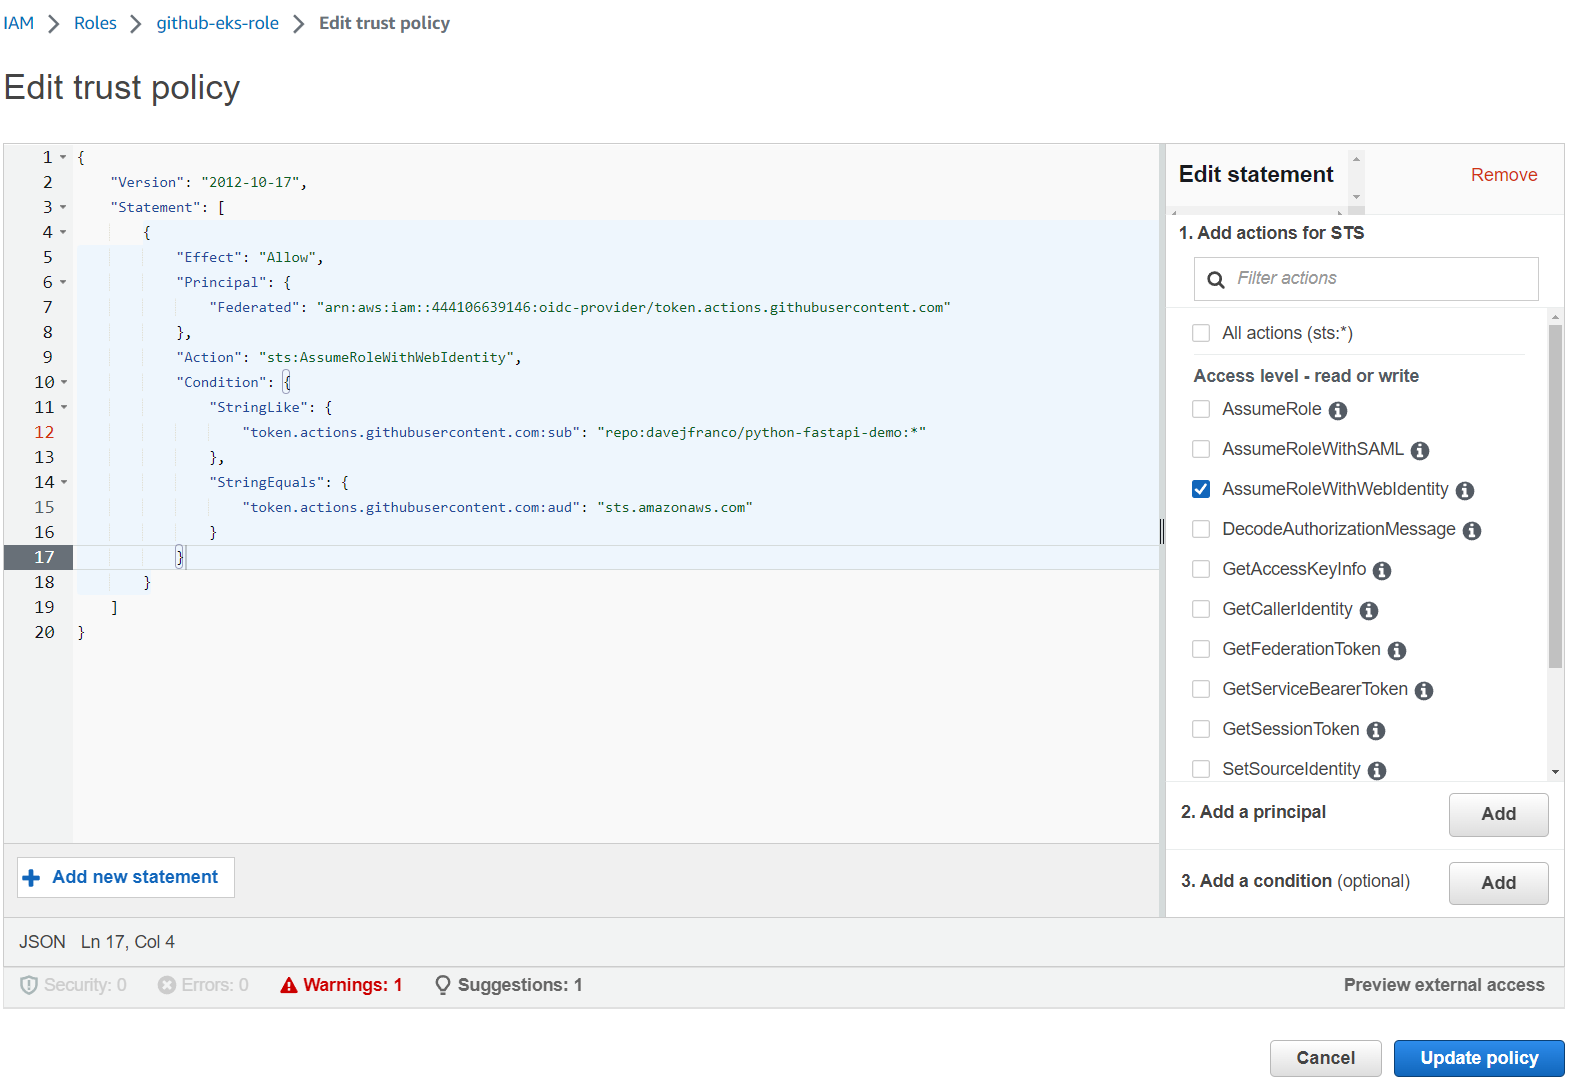 IAM > Roles > github-eks-role > Edit trust policy
Edit trust policy
1 {
2 "Version": "2012-10-17",
3 "Statement": [
4 {
5 "Effect": "Allow",
6 "Principal": {
7 "Federated": "arn:aws:iam::444106639146:oidc-provider/token.actions.githubusercontent.com"
8 },
9 "Action": "sts:AssumeRoleWithWebIdentity",
10 "Condition": {
11 "StringLike": {
12 "token.actions.githubusercontent.com:sub": "repo:davejfranco/python-fastapi-demo:*"
13 },
14 "StringEquals": {
15 "token.actions.githubusercontent.com:aud": "sts.amazonaws.com"
16 }
17 }
18 }
19 ]
20 }
Add new statement
JSON Ln 17, Col 4
Security: 0 Errors: 0 Warnings: 1 Suggestions: 1 Preview external access
Edit statement Remove
1. Add actions for STS
Filter actions
All actions (sts:*)
Access level - read or write
AssumeRole
AssumeRoleWithSAML
AssumeRoleWithWebIdentity
DecodeAuthorizationMessage
GetAccessKeyInfo
GetCallerIdentity
GetFederationToken
GetServiceBearerToken
GetSessionToken
SetSourceIdentity
2. Add a principal Add
3. Add a condition (optional) Add
Cancel Update policy